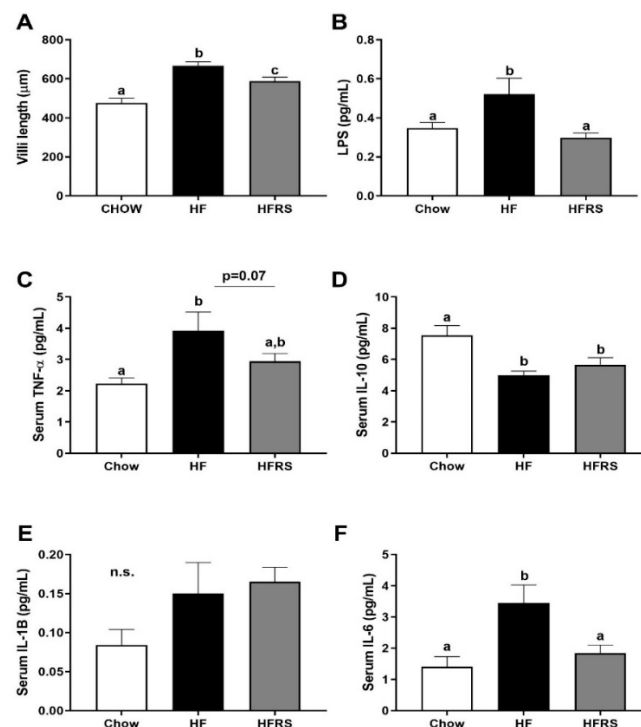 A
Villi length (μm)
800
600
400
200
0
a
b
c
CHOW HF HFRS
B
LPS (pg/mL)
0.8
0.6
0.4
0.2
0.0
a
b
a
Chow HF HFRS
C
p=0.07
Serum TNF-α (pg/mL)
5
4
3
2
1
0
a
b
a,b
Chow HF HFRS
D
Serum IL-10 (pg/mL)
10
8
6
4
2
0
a
b
b
Chow HF HFRS
E
Serum IL-1B (pg/mL)
0.20
0.15
0.10
0.05
0.00
n.s.
Chow HF HFRS
F
Serum IL-6 (pg/mL)
5
4
3
2
1
0
a
b
a
Chow HF HFRS